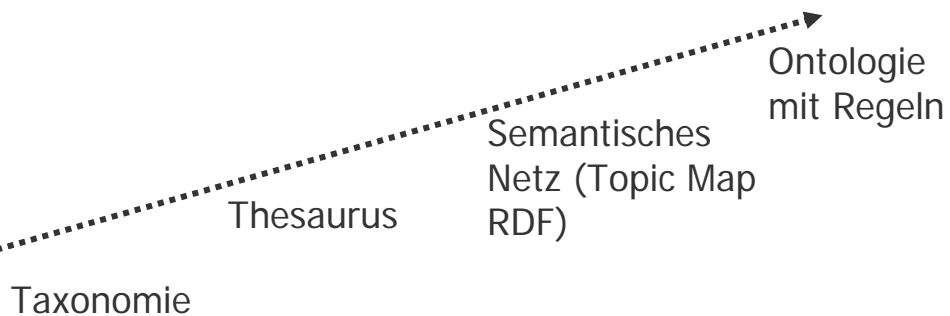 Ontologie
mit Regeln
Semantisches
Netz (Topic Map
RDF)
Thesaurus
Taxonomie